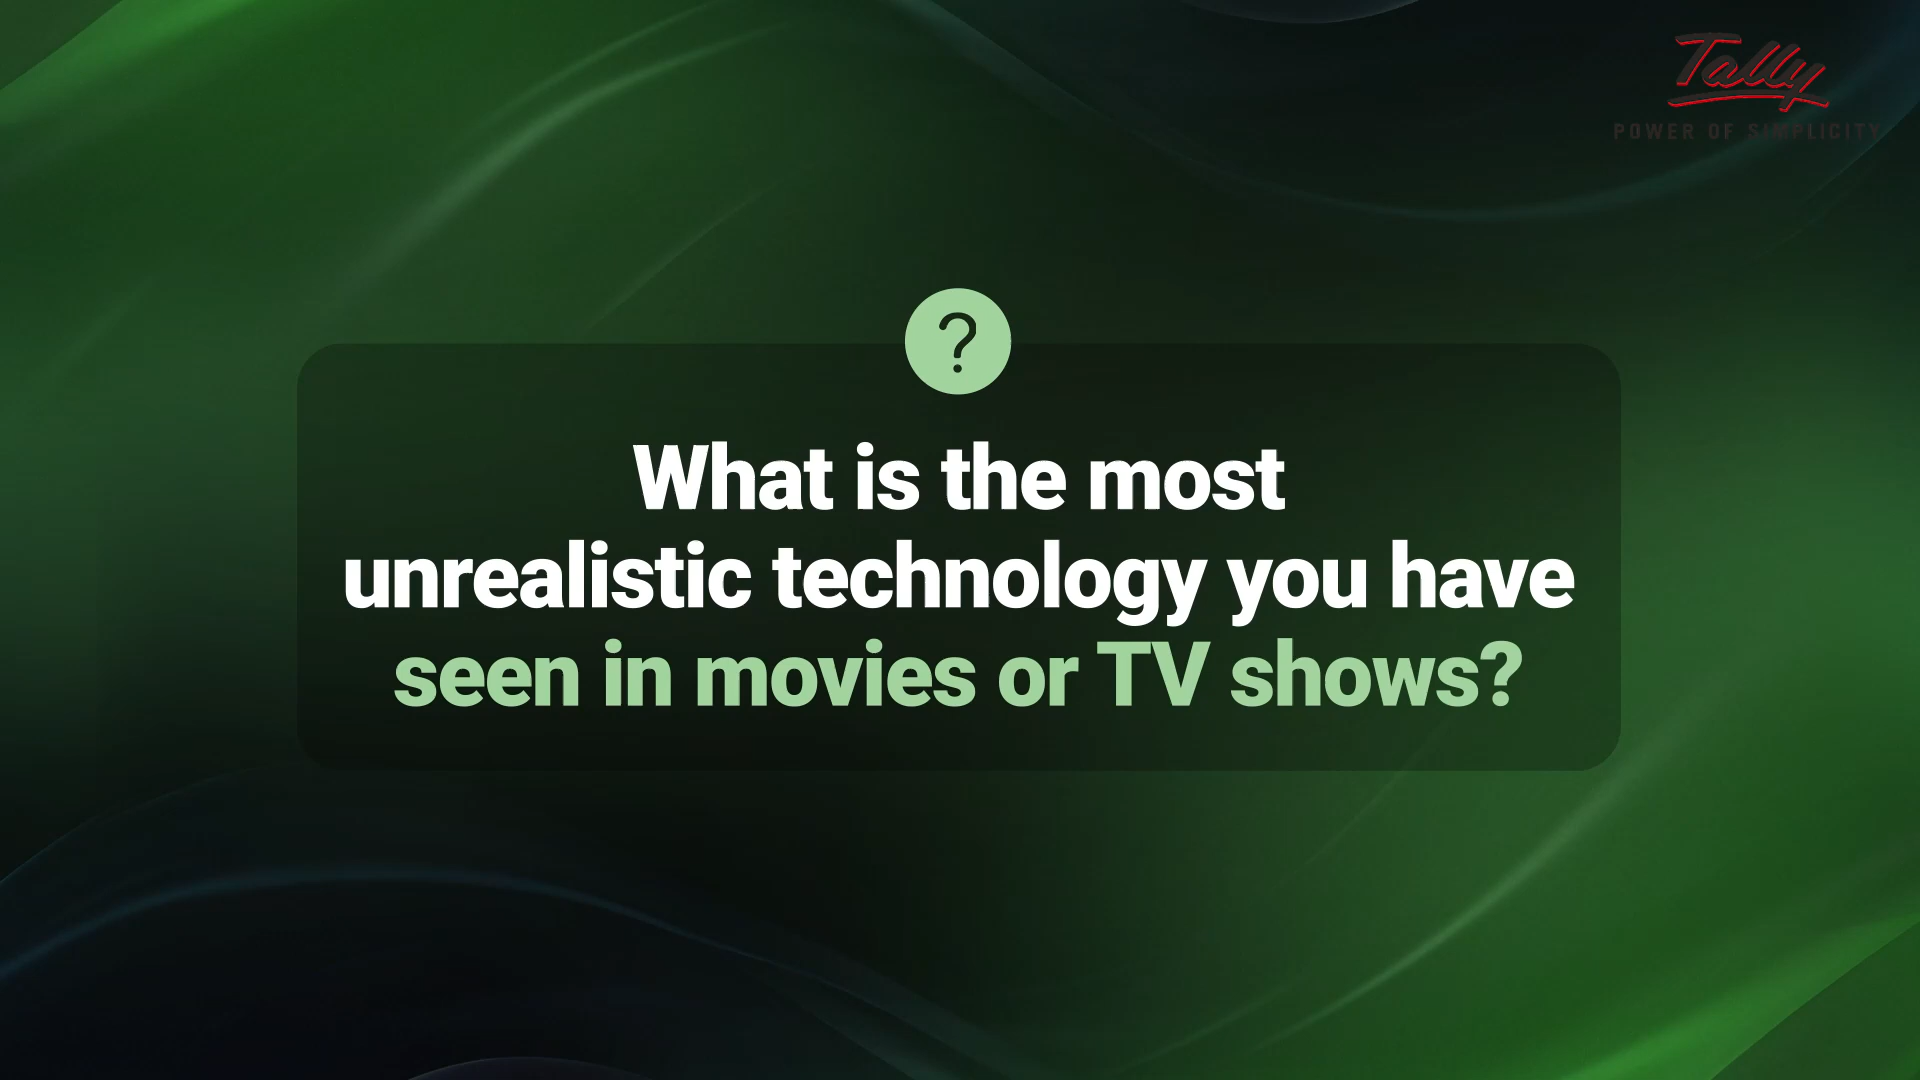 Tally
POWER OF SIMPLICITY
?
What is the most
unrealistic technology you have
seen in movies or TV shows?